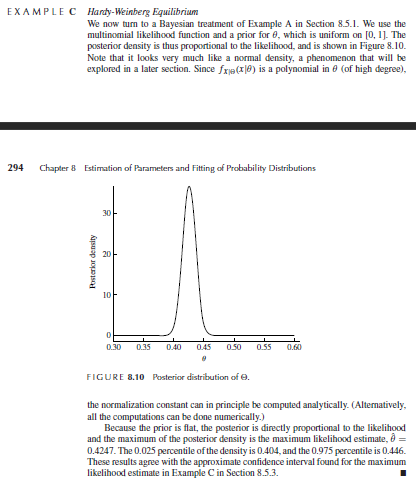 EXAMPLE C Hardy-Weinberg Equilibrium
We now turn to a Bayesian treatment of Example A in Section 8.5.1. We use the
multinomial likelihood function and a prior for θ, which is uniform on [0, 1]. The
posterior density is thus proportional to the likelihood, and is shown in Figure 8.10.
Note that it looks very much like a normal density, a phenomenon that will be
explored in a later section. Since f_{X|Θ}(x|θ) is a polynomial in θ (of high degree),
294 Chapter 8 Estimation of Parameters and Fitting of Probability Distributions
Posterior density
30
20
10
0
0.30 0.35 0.40 0.45 0.50 0.55 0.60
θ
FIGURE 8.10 Posterior distribution of Θ.
the normalization constant can in principle be computed analytically. (Alternatively,
all the computations can be done numerically.)
Because the prior is flat, the posterior is directly proportional to the likelihood
and the maximum of the posterior density is the maximum likelihood estimate, θ̂ =
0.4247. The 0.025 percentile of the density is 0.404, and the 0.975 percentile is 0.446.
These results agree with the approximate confidence interval found for the maximum
likelihood estimate in Example C in Section 8.5.3. ■